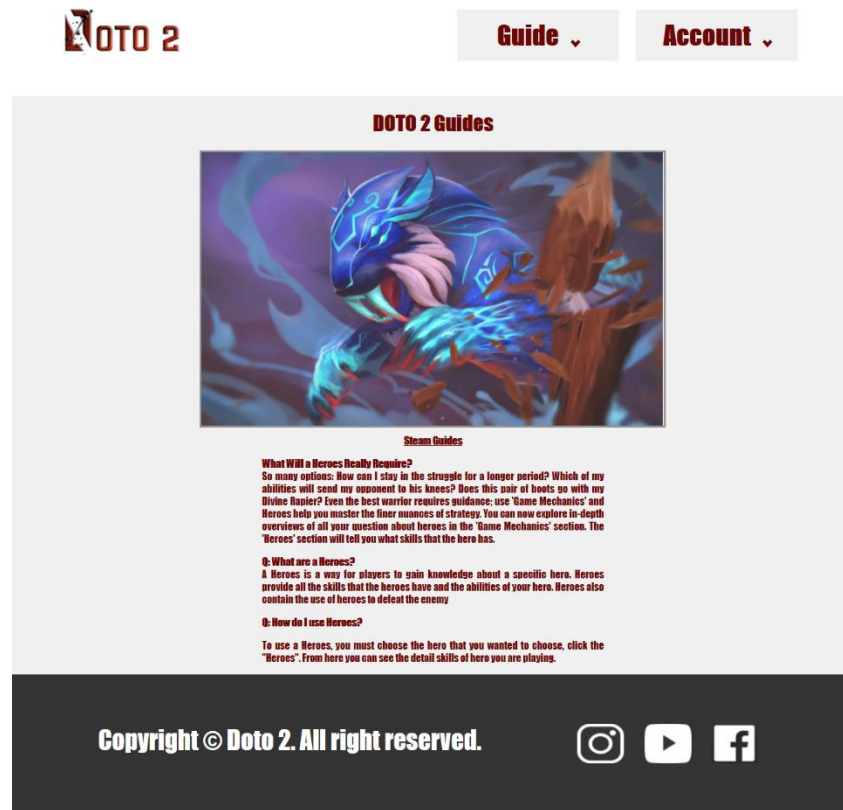 DOTO 2
Guide
Account
DOTO 2 Guides
Steam Guides
What Will a Heroes Really Require?
So many options: How can I stay in the struggle for a longer period? Which of my
abilities will send my opponent to his knees? Does this pair of boots go with my
Divine Rapier? Even the best warrior requires guidance; use 'Game Mechanics' and
Heroes help you master the finer nuances of strategy. You can now explore in-depth
overviews of all your question about heroes in the 'Game Mechanics' section. The
'Heroes' section will tell you what skills that the hero has.
Q: What are a Heroes?
A Heroes is a way for players to gain knowledge about a specific hero. Heroes
provide all the skills that the heroes have and the abilities of your hero. Heroes also
contain the use of heroes to defeat the enemy
Q: How do I use Heroes?
To use a Heroes, you must choose the hero that you wanted to choose, click the
"Heroes". From here you can see the detail skills of hero you are playing.
Copyright © Doto 2. All right reserved.